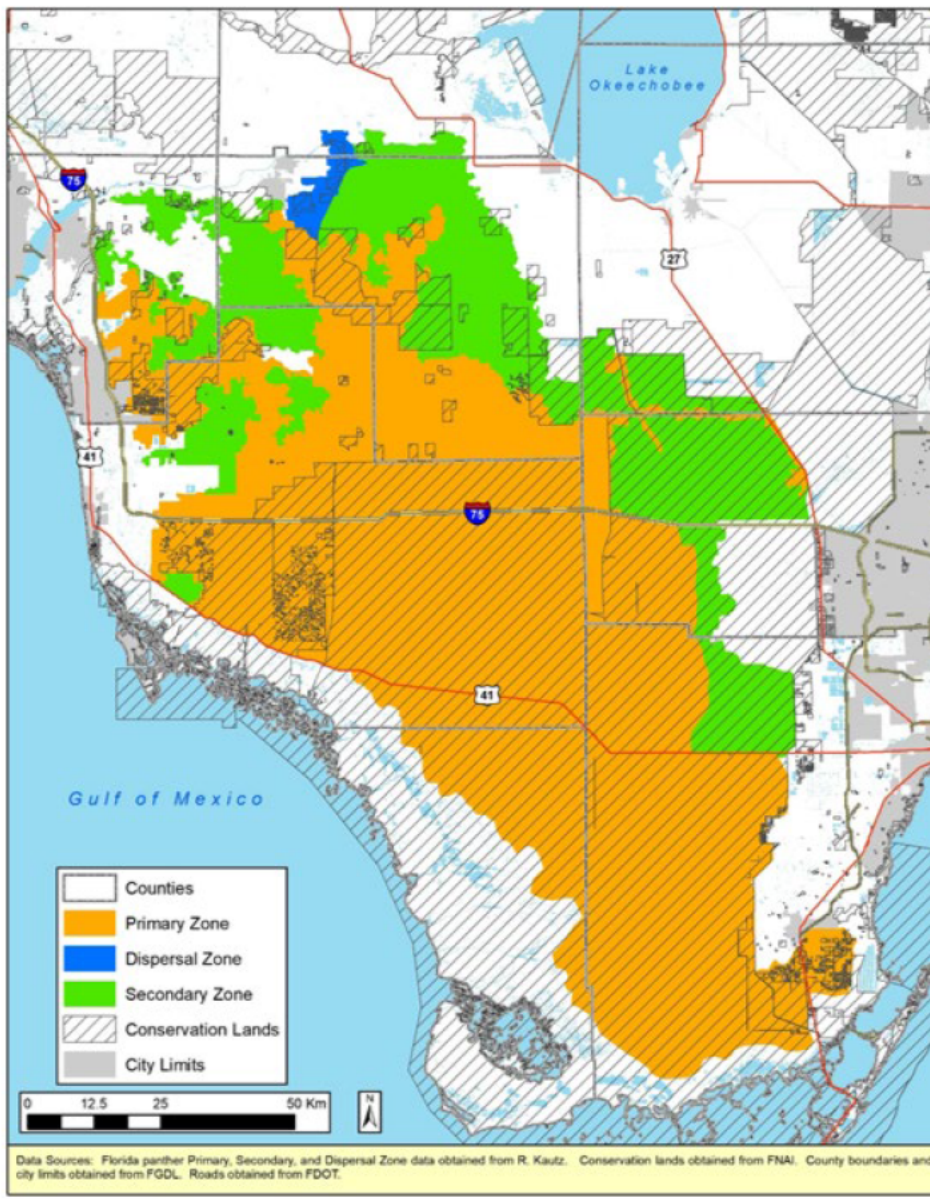 Lake
Okeechobee
75
27
41
75
41
Gulf of Mexico
Counties
Primary Zone
Dispersal Zone
Secondary Zone
Conservation Lands
City Limits
0 12.5 25 50 Km
N
Data Sources: Florida panther Primary, Secondary, and Dispersal Zone data obtained from R. Kautz. Conservation lands obtained from FNAI. County boundaries and
city limits obtained from FGDL. Roads obtained from FDOT.